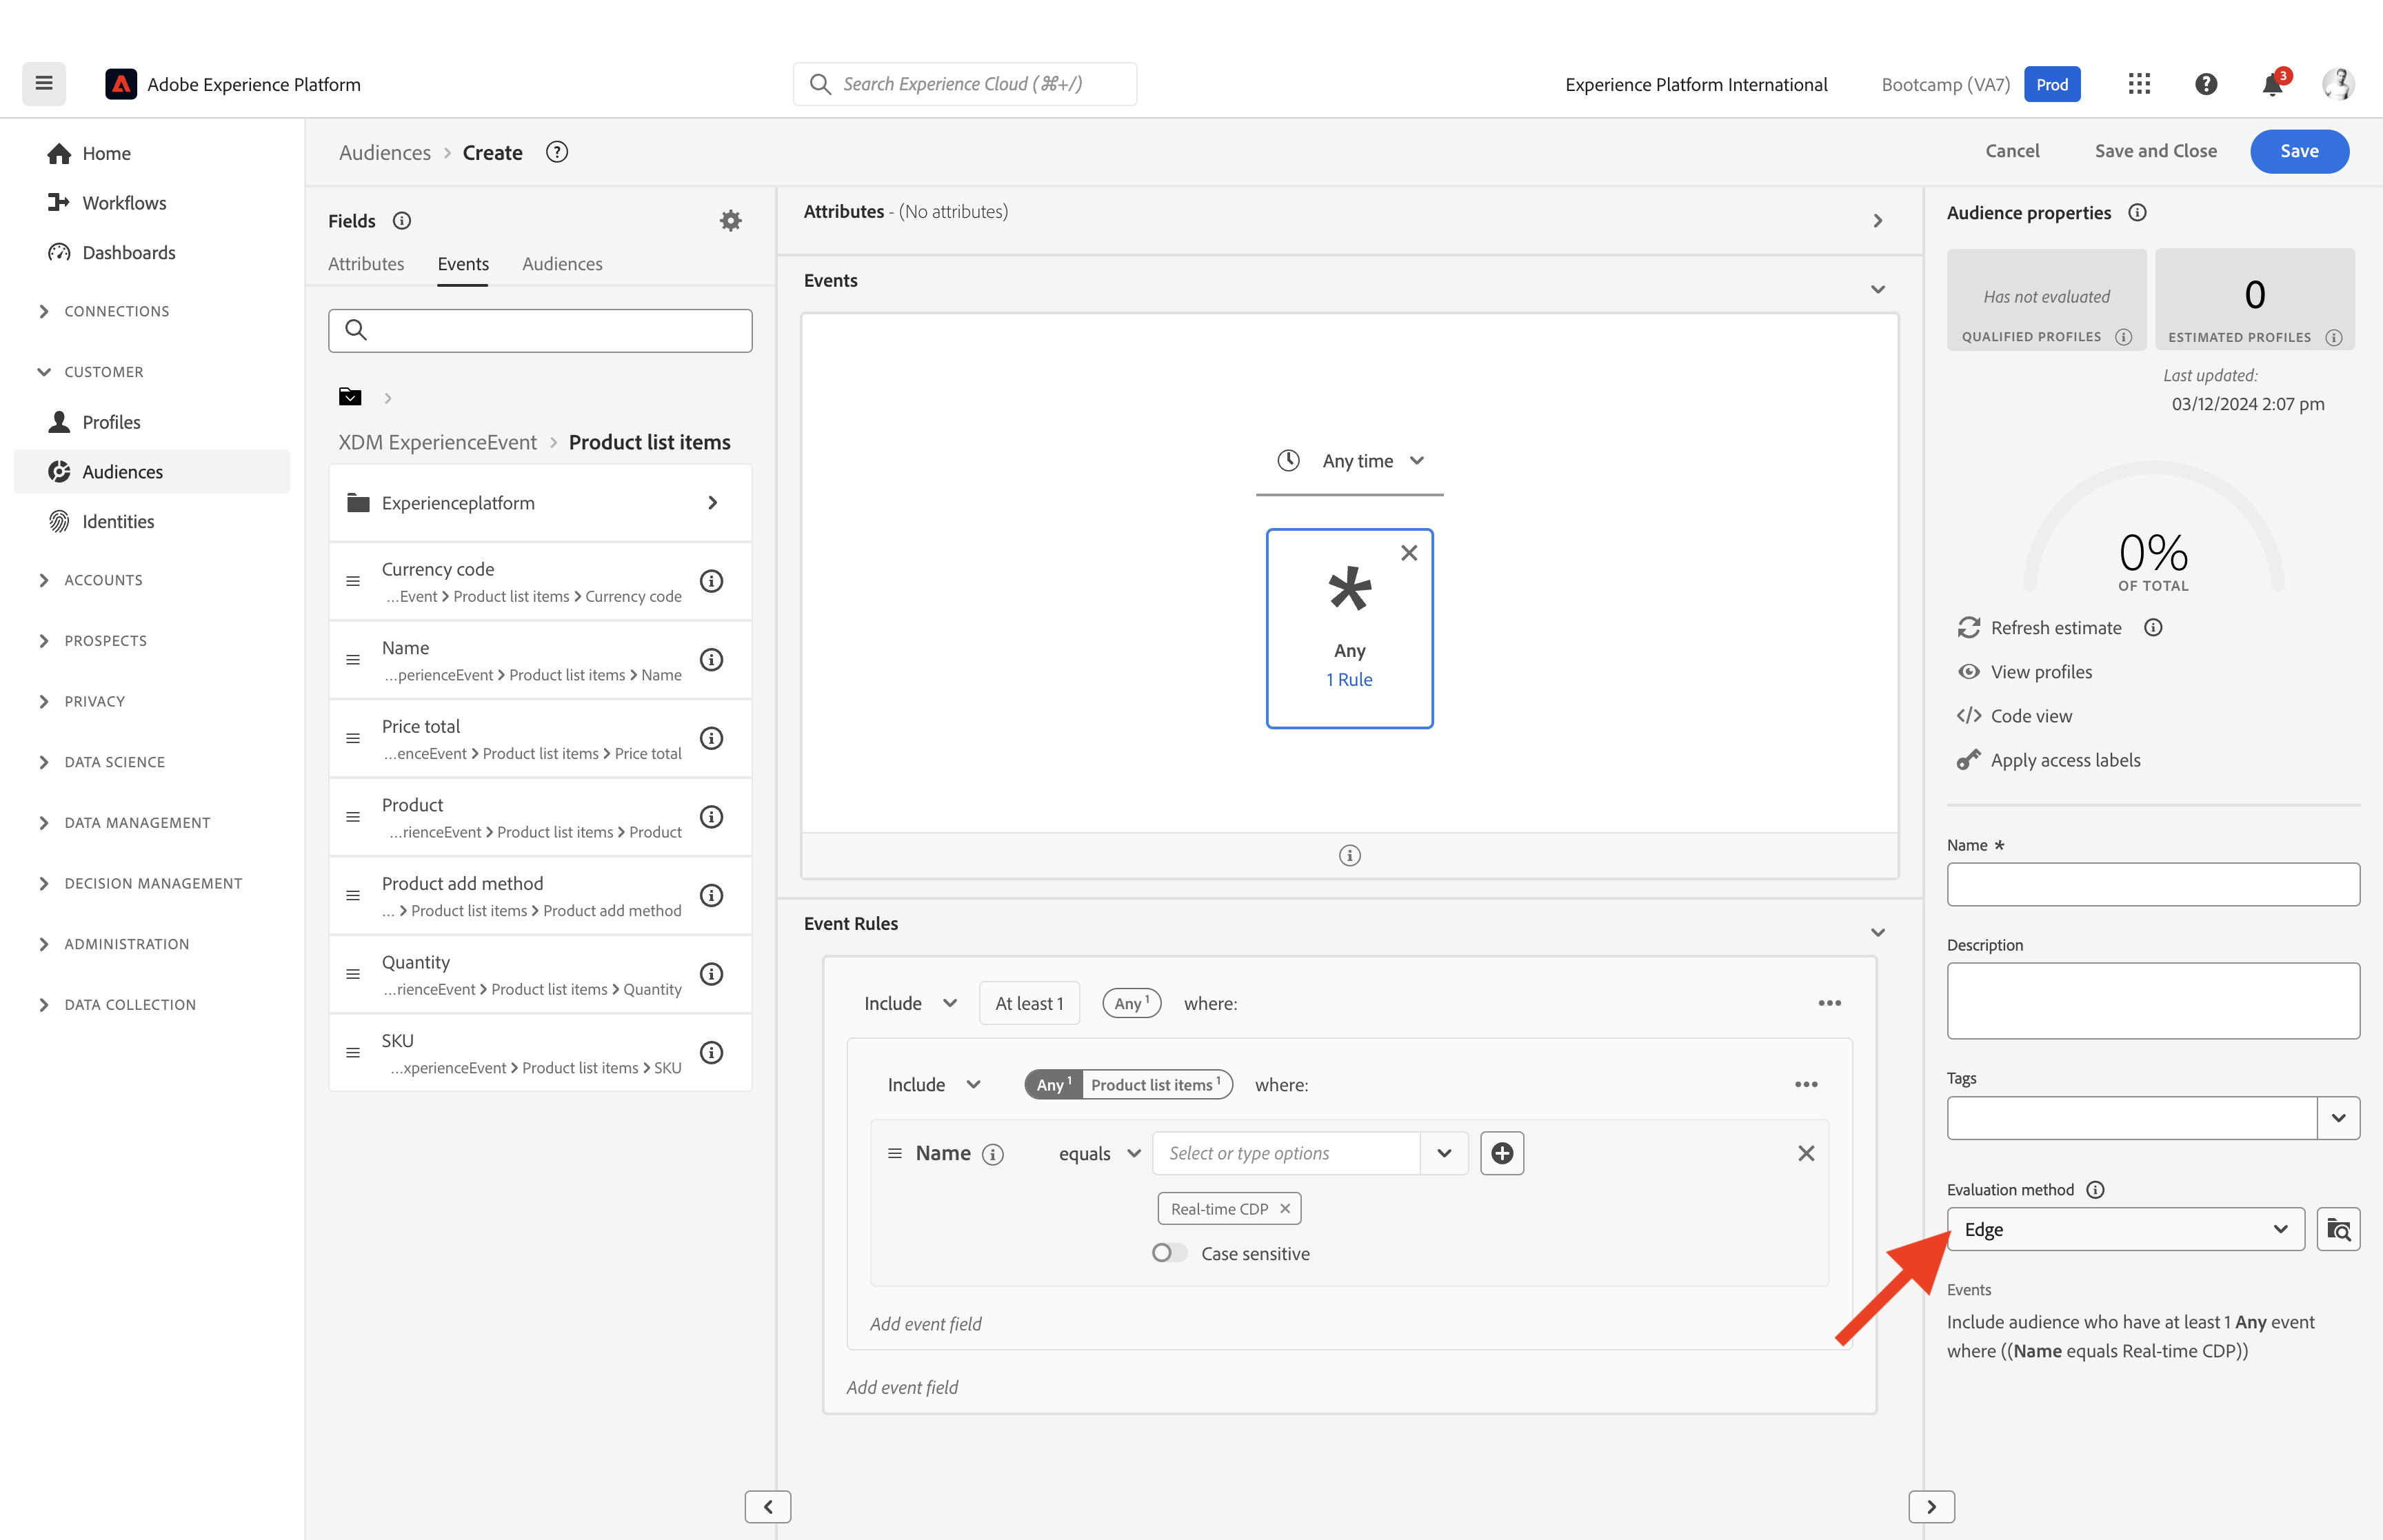 Adobe Experience Platform
Search Experience Cloud (⌘+/)
Experience Platform International
Bootcamp (VA7)
Prod
3
Home
Workflows
Dashboards
CONNECTIONS
CUSTOMER
Profiles
Audiences
Identities
ACCOUNTS
PROSPECTS
PRIVACY
DATA SCIENCE
DATA MANAGEMENT
DECISION MANAGEMENT
ADMINISTRATION
DATA COLLECTION
Audiences > Create
Cancel
Save and Close
Save
Fields
Attributes Events Audiences
XDM ExperienceEvent > Product list items
Experienceplatform
Currency code
...Event > Product list items > Currency code
Name
...perienceEvent > Product list items > Name
Price total
...enceEvent > Product list items > Price total
Product
...rienceEvent > Product list items > Product
Product add method
... > Product list items > Product add method
Quantity
...rienceEvent > Product list items > Quantity
SKU
...xperienceEvent > Product list items > SKU
Attributes - (No attributes)
Events
Any time
Any
1 Rule
Event Rules
Include At least 1 Any 1 where:
Include Any 1 Product list items 1 where:
Name equals Select or type options
Real-time CDP
Case sensitive
Add event field
Add event field
Audience properties
Has not evaluated
QUALIFIED PROFILES
0
ESTIMATED PROFILES
Last updated:
03/12/2024 2:07 pm
0%
OF TOTAL
Refresh estimate
View profiles
Code view
Apply access labels
Name *
Description
Tags
Evaluation method
Edge
Events
Include audience who have at least 1 Any event
where ((Name equals Real-time CDP))